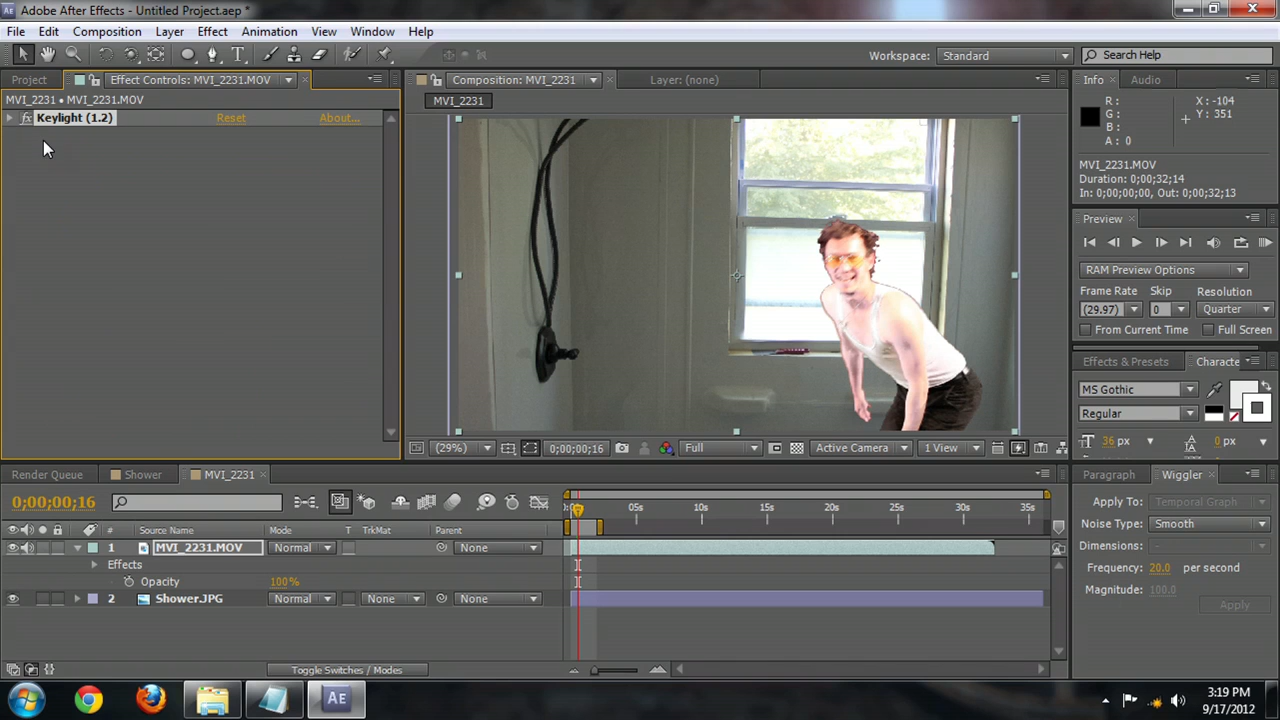 Adobe After Effects - Untitled Project.aep *
File Edit Composition Layer Effect Animation View Window Help
Workspace: Standard Search Help
Project Effect Controls: MVI_2231.MOV Composition: MVI_2231 Layer: (none) Info Audio
MVI_2231 • MVI_2231.MOV
MVI_2231
fx Keylight (1.2) Reset About...
R : X : -104
G : Y : 351
B :
A : 0
MVI_2231.MOV
Duration: 0;00;32;14
In: 0;00;00;00, Out: 0;00;32;13
Preview
RAM Preview Options
Frame Rate Skip Resolution
(29.97) 0 Quarter
From Current Time Full Screen
Effects & Presets Characte
MS Gothic
Regular
36 px 0 px
(29%) 0;00;00;16 Full Active Camera 1 View
Render Queue Shower MVI_2231
Paragraph Wiggler
0;00;00;16
05s 10s 15s 20s 25s 30s 35s
# Source Name Mode T TrkMat Parent
1 MVI_2231.MOV Normal None
Effects
Opacity 100%
2 Shower.JPG Normal None None
Apply To: Temporal Graph
Noise Type: Smooth
Dimensions: -
Frequency: 20.0 per second
Magnitude: 100.0
Apply
Toggle Switches / Modes
Ae
3:19 PM
9/17/2012